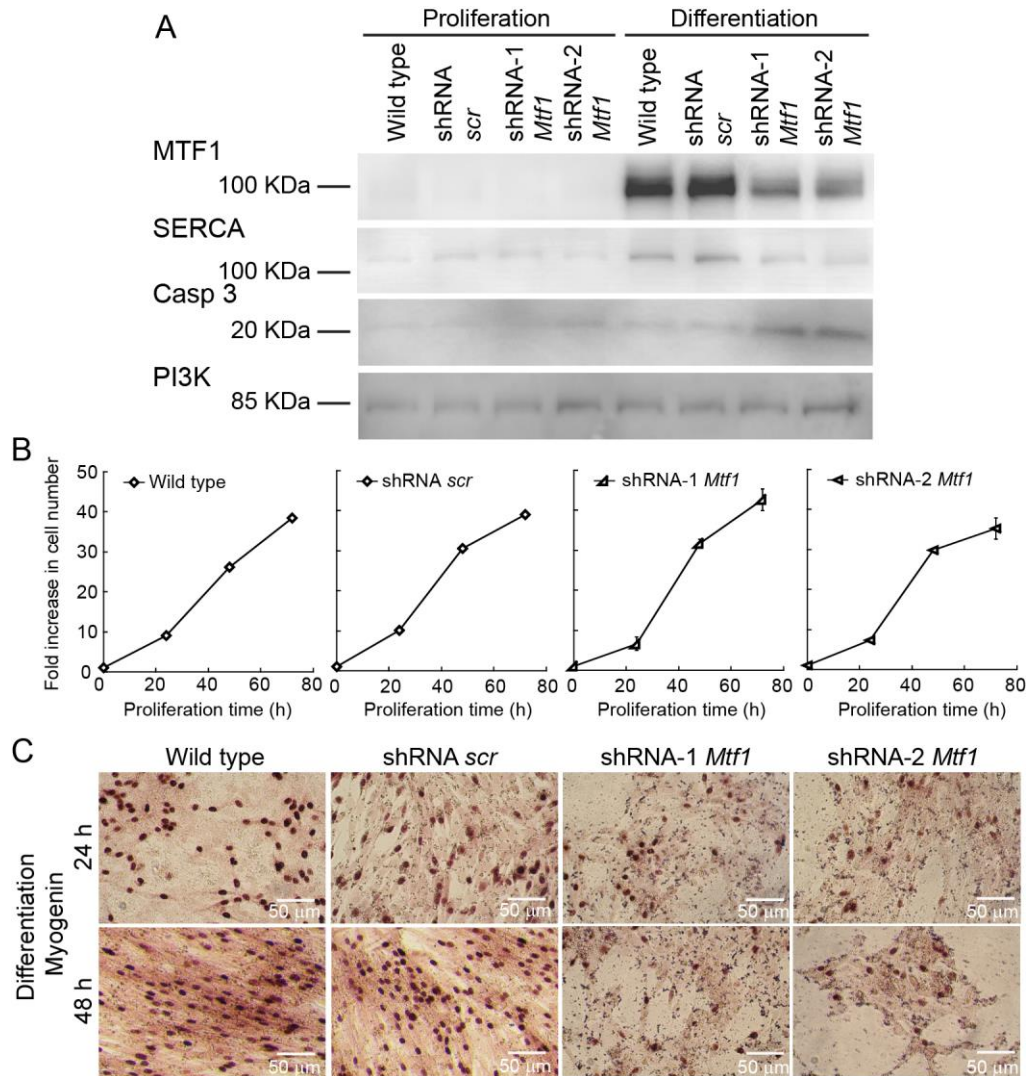 A
Proliferation Differentiation
Wild type
shRNA
scr
shRNA-1
Mtf1
shRNA-2
Mtf1
Wild type
shRNA
scr
shRNA-1
Mtf1
shRNA-2
Mtf1
MTF1
100 KDa
SERCA
100 KDa
Casp 3
20 KDa
PI3K
85 KDa
B
Fold increase in cell number
50
40
30
20
10
0
Wild type
0 20 40 60 80
Proliferation time (h)
shRNA scr
0 20 40 60 80
Proliferation time (h)
shRNA-1 Mtf1
0 20 40 60 80
Proliferation time (h)
shRNA-2 Mtf1
0 20 40 60 80
Proliferation time (h)
C
Wild type shRNA scr shRNA-1 Mtf1 shRNA-2 Mtf1
Differentiation
Myogenin
24 h
50 μm 50 μm 50 μm 50 μm
48 h
50 μm 50 μm 50 μm 50 μm